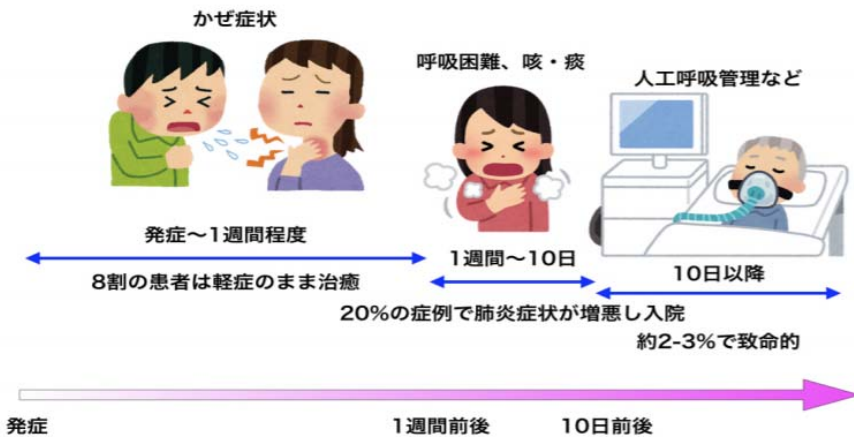 かぜ症状
呼吸困難、咳・痰
人工呼吸管理など
発症〜1週間程度
8割の患者は軽症のまま治癒
1週間〜10日
20%の症例で肺炎症状が増悪し入院
10日以降
約2-3%で致命的
発症
1週間前後
10日前後